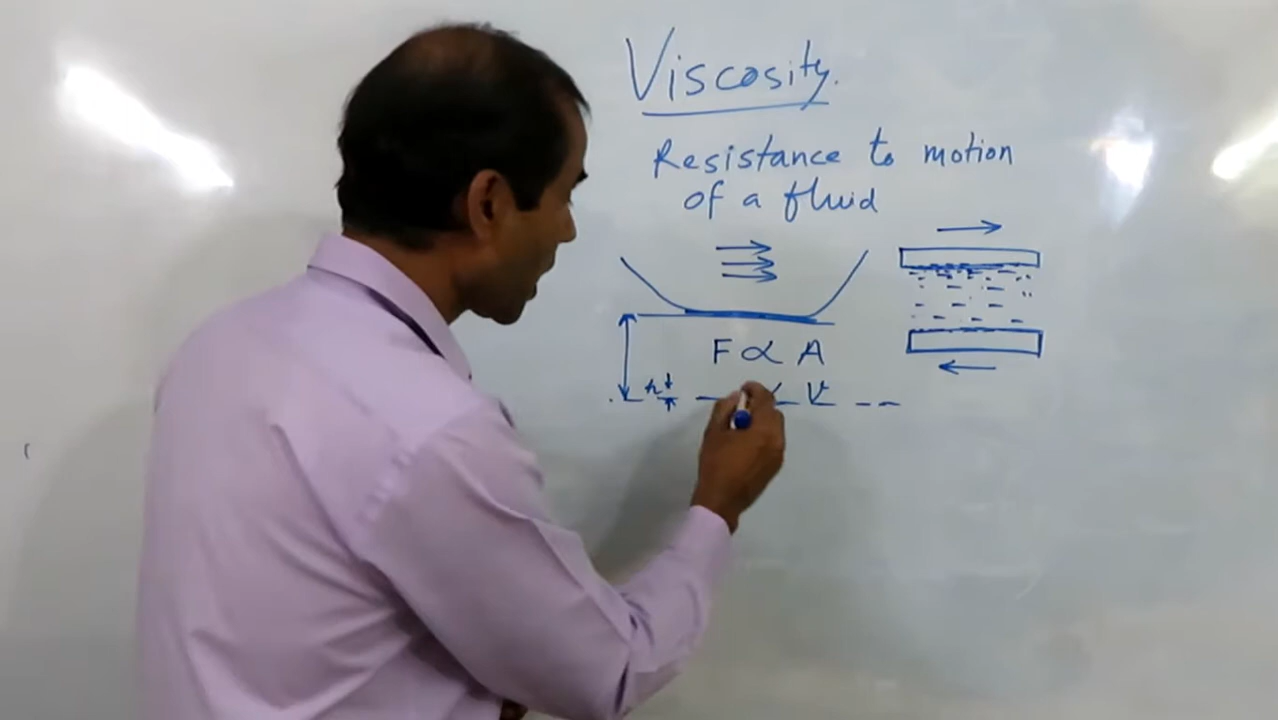 Viscosity.
Resistance to motion
of a fluid
F ∝ A
h ∝ V